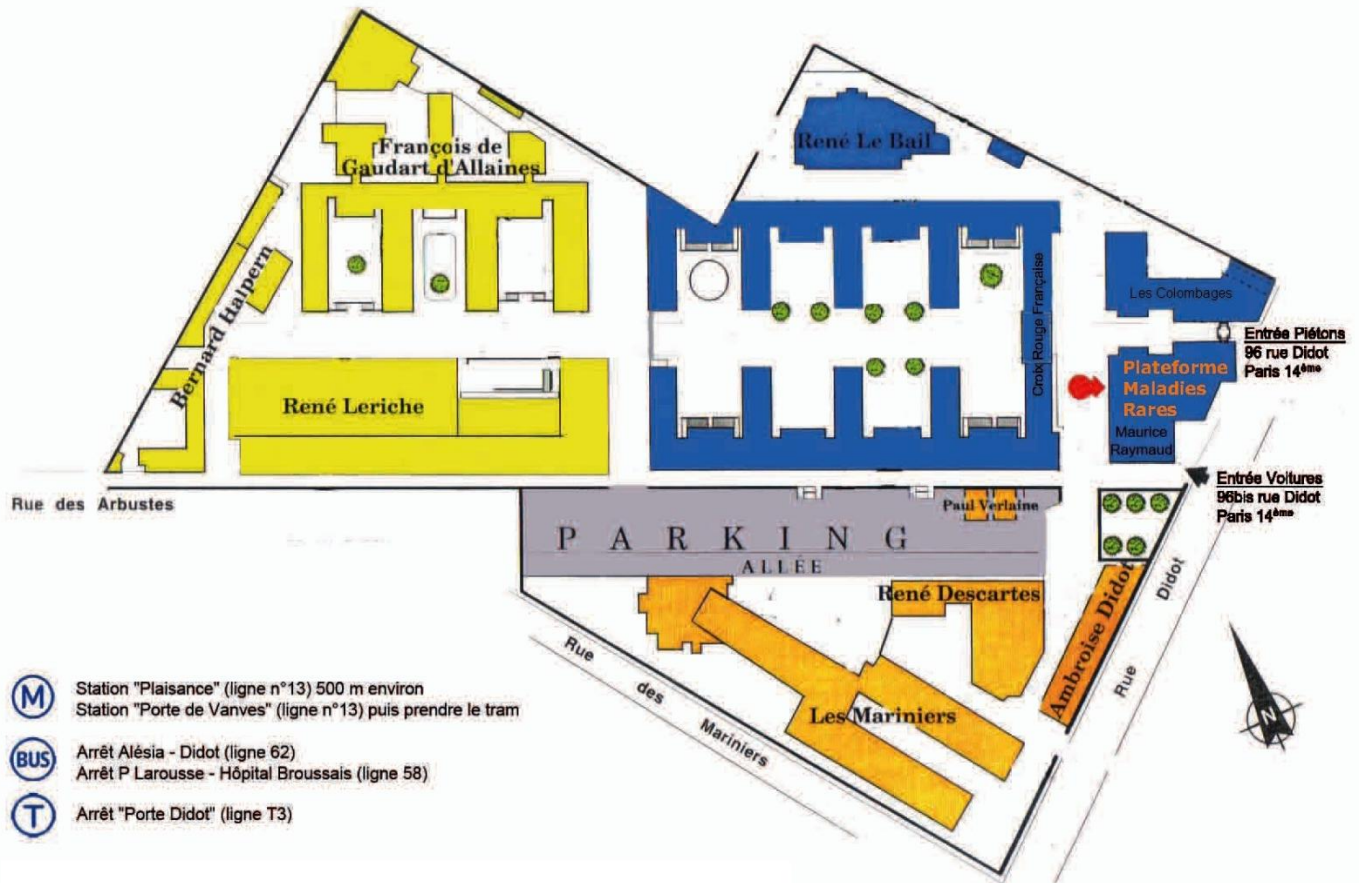 François de
Gaudart d'Allaines
René Le Bail
Bernard Halpern
Croix Rouge Française
Les Colombages
Entrée Piétons
96 rue Didot
Paris 14ème
Plateforme
Maladies
Rares
René Leriche
Maurice
Raymaud
Entrée Voitures
96bis rue Didot
Paris 14ème
Rue des Arbustes
Paul Verlaine
PARKING
ALLÉE
René Descartes
Ambroise Didot
Rue Didot
Rue des Mariniers
Les Mariniers
N
M
Station "Plaisance" (ligne n°13) 500 m environ
Station "Porte de Vanves" (ligne n°13) puis prendre le tram
BUS
Arrêt Alésia - Didot (ligne 62)
Arrêt P Larousse - Hôpital Broussais (ligne 58)
T
Arrêt "Porte Didot" (ligne T3)